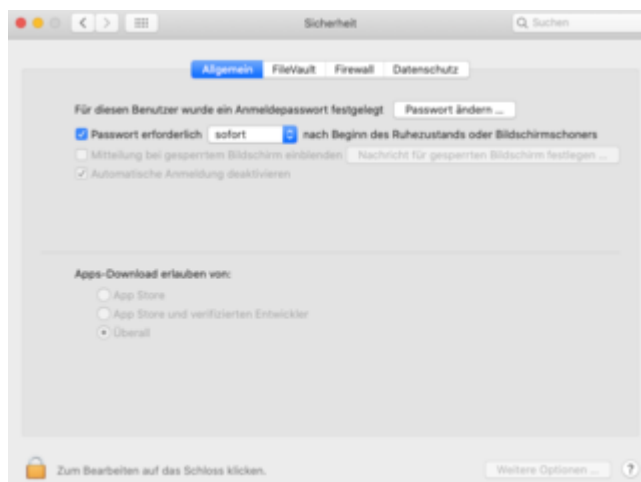 Sicherheit
Suchen
Allgemein FileVault Firewall Datenschutz
Für diesen Benutzer wurde ein Anmeldepasswort festgelegt Passwort ändern ...
Passwort erforderlich sofort nach Beginn des Ruhezustands oder Bildschirmschoners
Mitteilung bei gesperrtem Bildschirm einblenden Nachricht für gesperrten Bildschirm festlegen ...
Automatische Anmeldung deaktivieren
Apps-Download erlauben von:
App Store
App Store und verifizierten Entwickler
Überall
Zum Bearbeiten auf das Schloss klicken.
Weitere Optionen ... ?